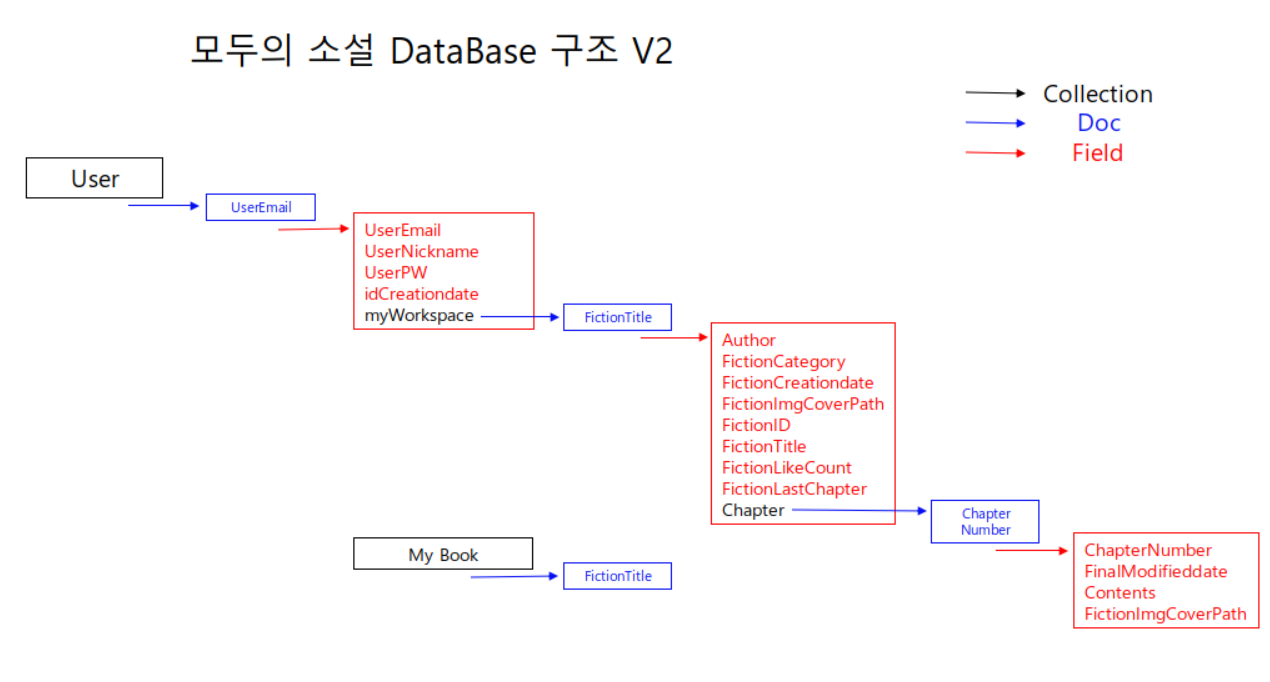 모두의 소설 DataBase 구조 V2
Collection
Doc
Field
User
UserEmail
UserEmail
UserNickname
UserPW
idCreationdate
myWorkspace
FictionTitle
Author
FictionCategory
FictionCreationdate
FictionImgCoverPath
FictionID
FictionTitle
FictionLikeCount
FictionLastChapter
Chapter
Chapter
Number
ChapterNumber
FinalModifieddate
Contents
FictionImgCoverPath
My Book
FictionTitle